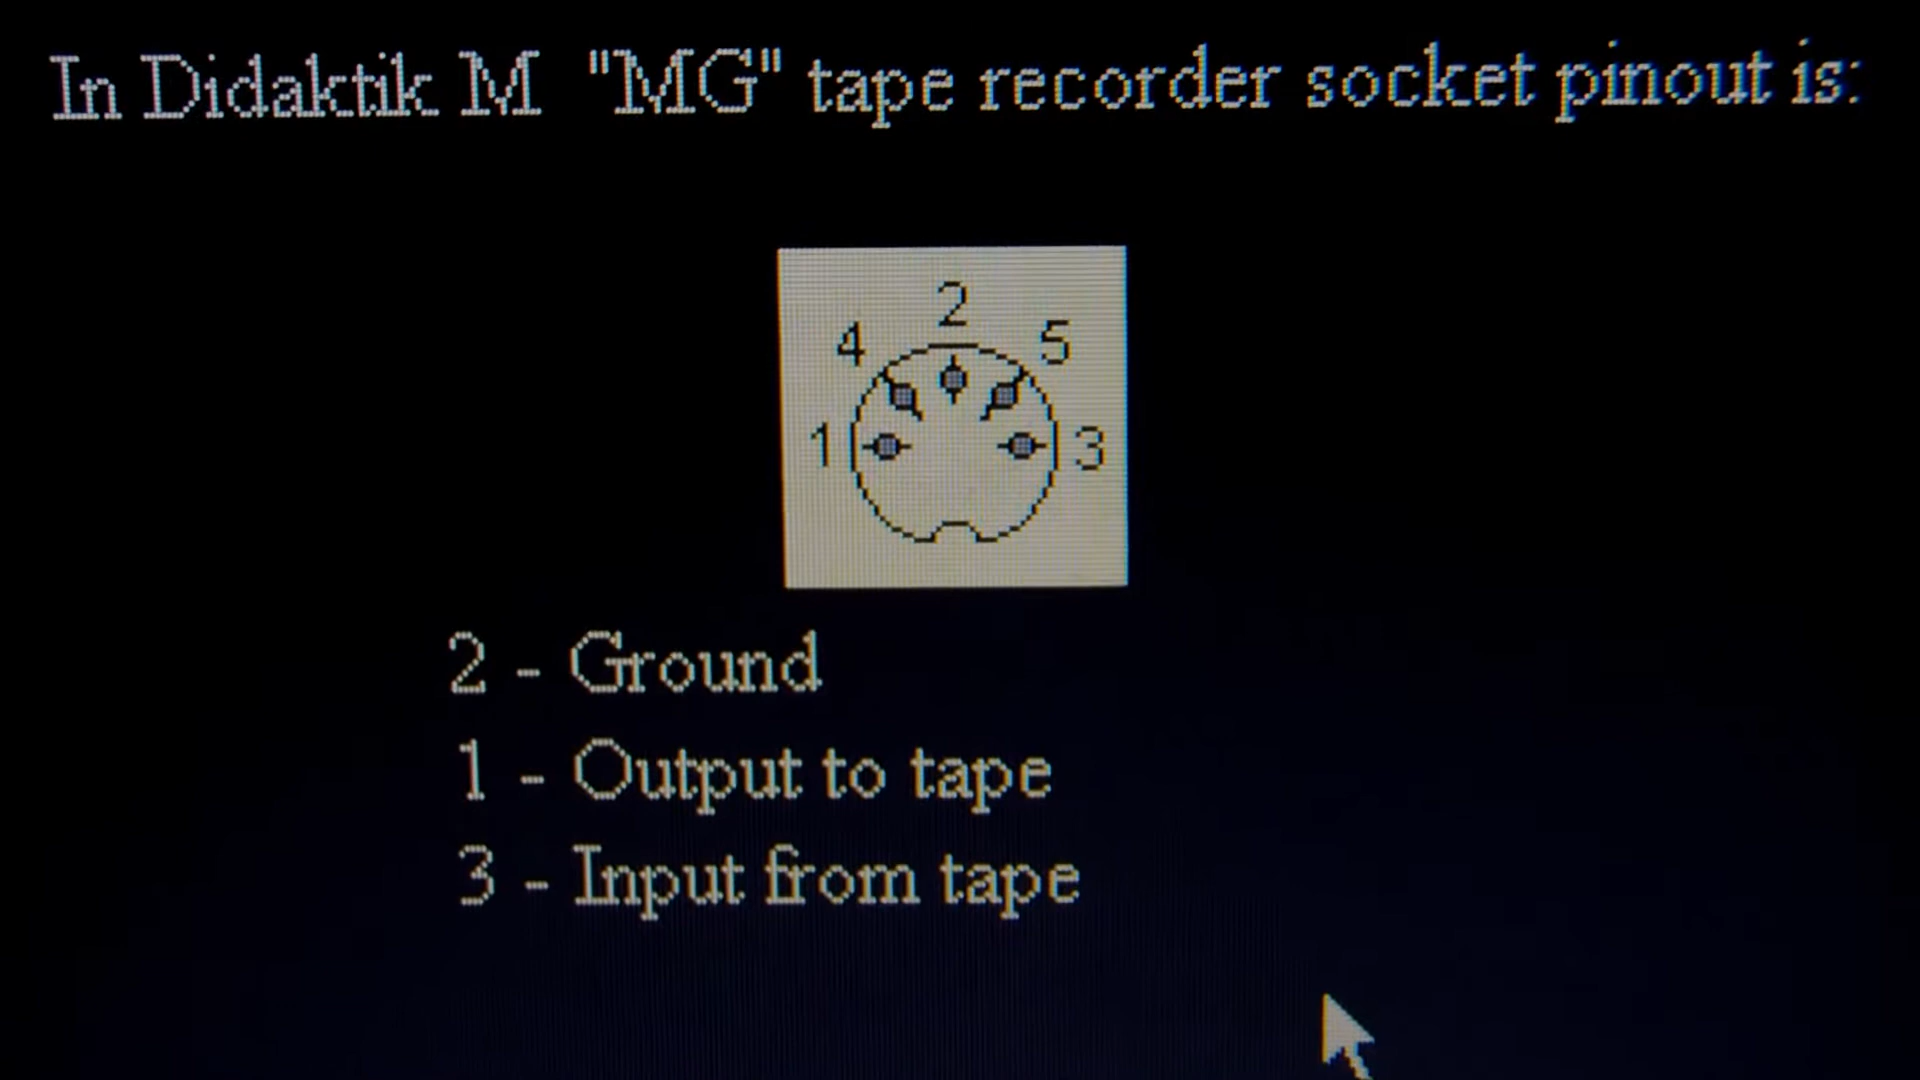 In Didaktik M "MG" tape recorder socket pinout is:
2
4 5
1 3
2 - Ground
1 - Output to tape
3 - Input from tape